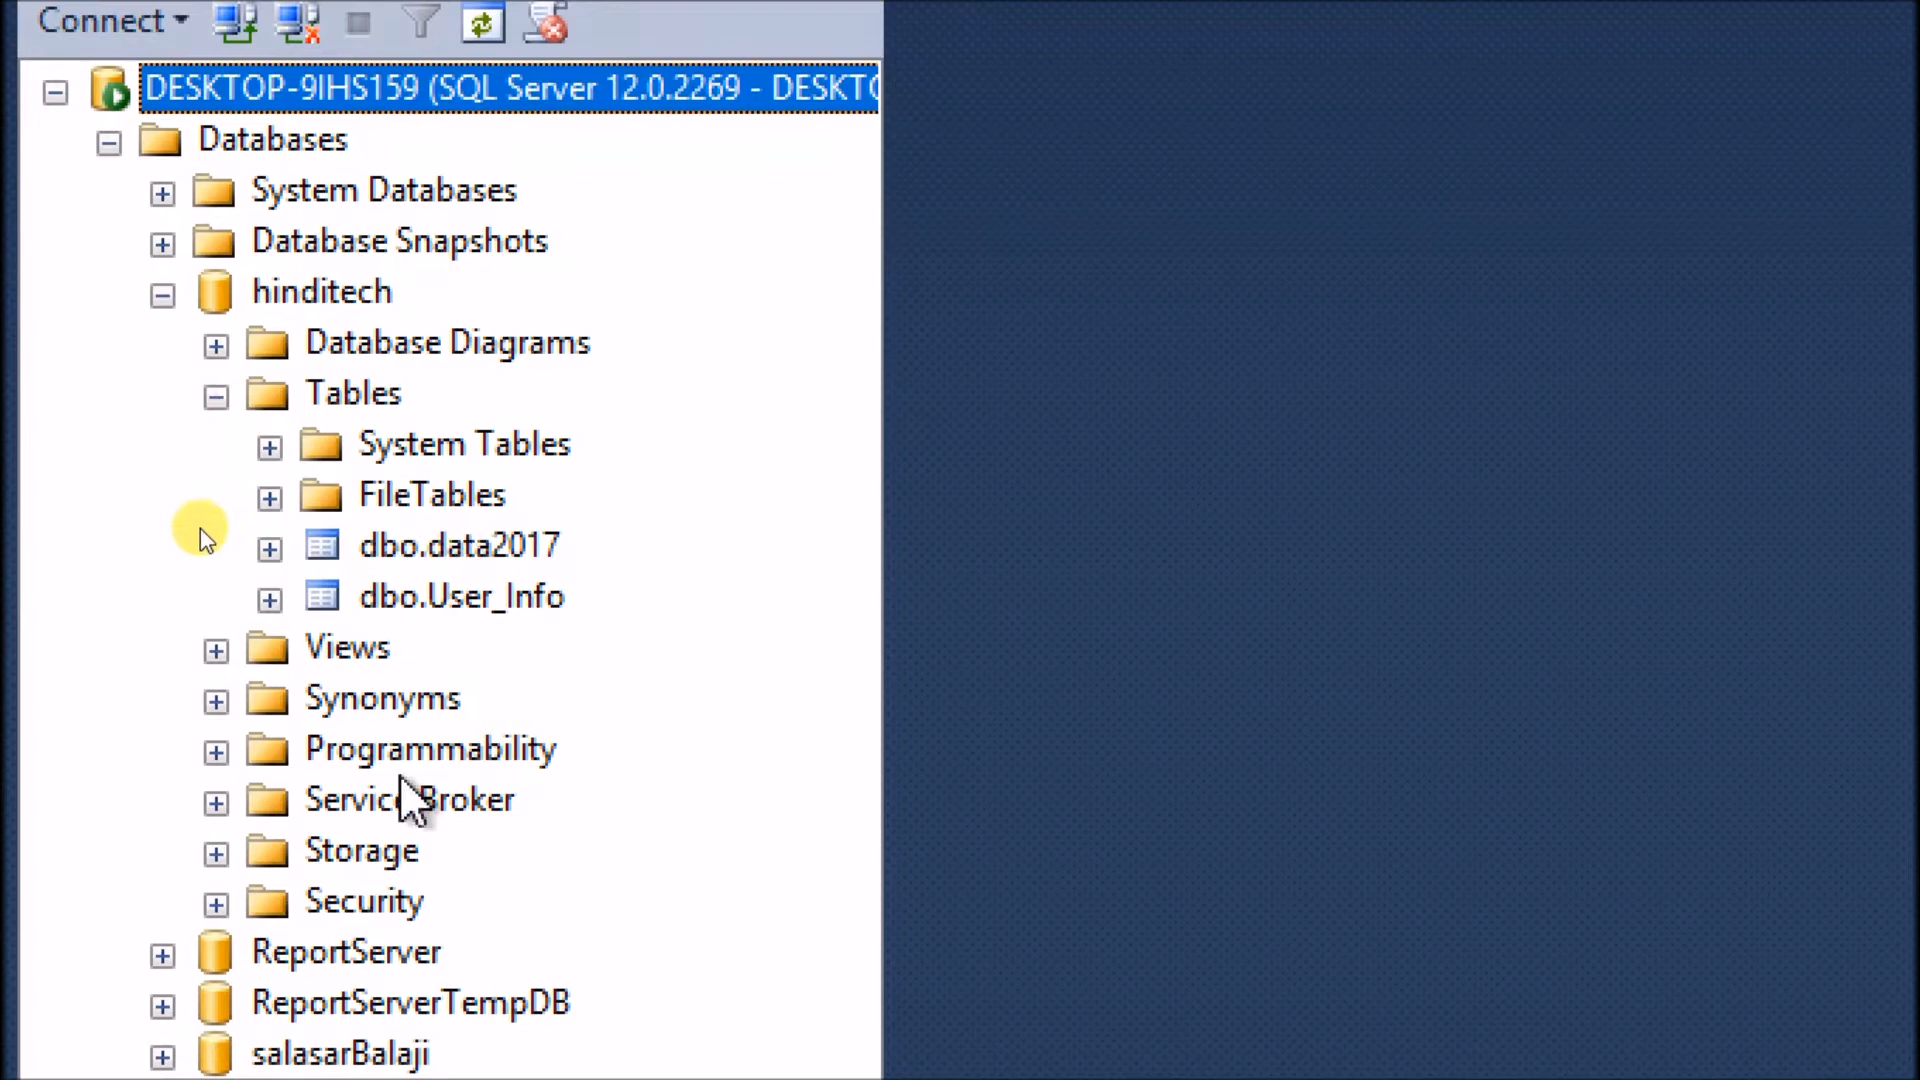 Connect
DESKTOP-9IHS159 (SQL Server 12.0.2269 - DESKTO
Databases
System Databases
Database Snapshots
hinditech
Database Diagrams
Tables
System Tables
FileTables
dbo.data2017
dbo.User_Info
Views
Synonyms
Programmability
Service Broker
Storage
Security
ReportServer
ReportServerTempDB
salasarBalaji